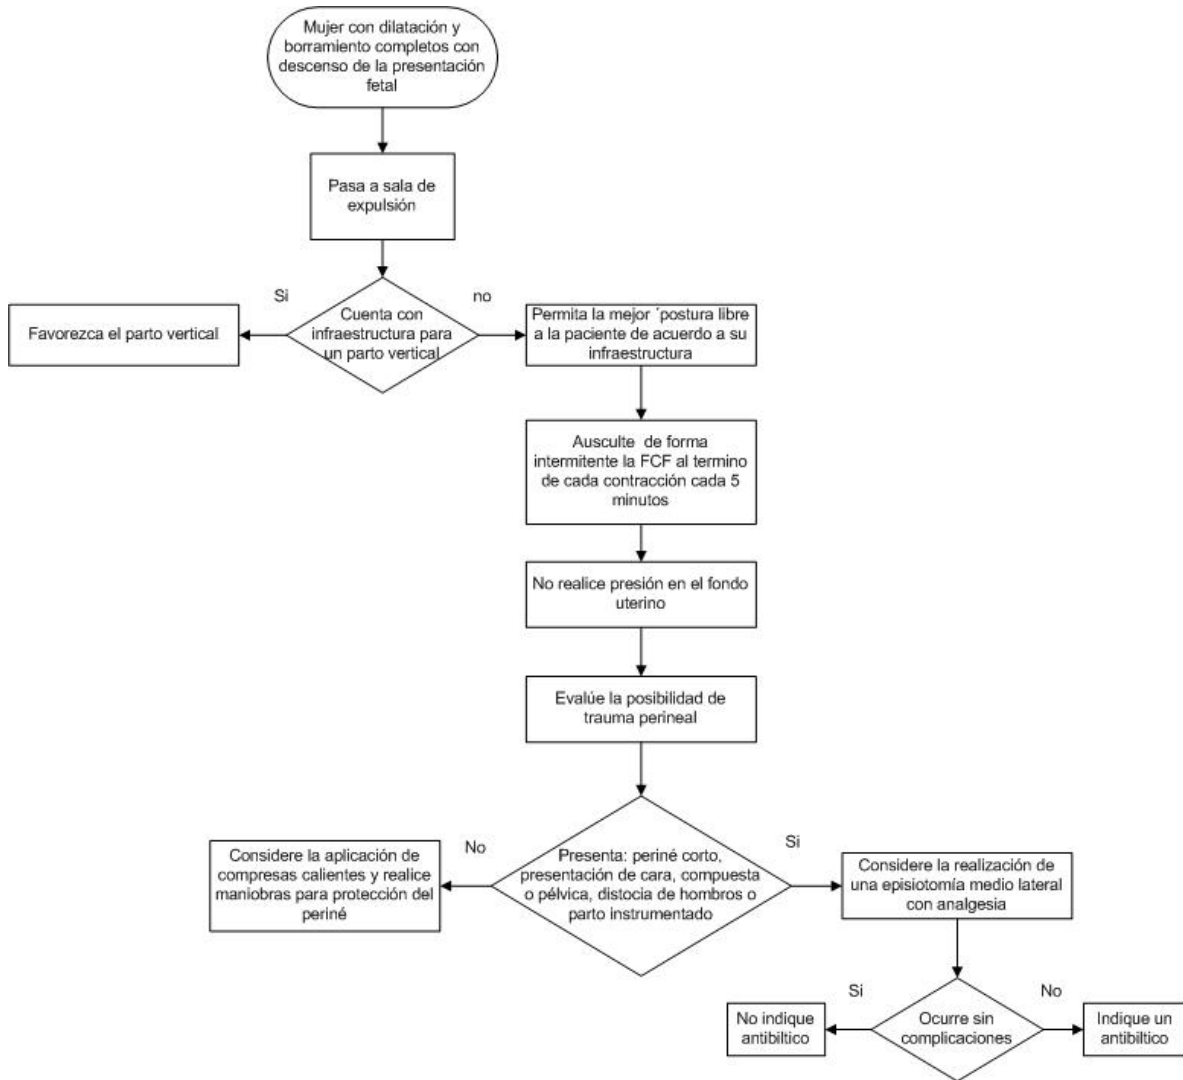 Mujer con dilatación y
borramiento completos con
descenso de la presentación
fetal
Pasa a sala de
expulsión
Si
no
Favorezca el parto vertical
Cuenta con
infraestructura para
un parto vertical
Permita la mejor ´postura libre
a la paciente de acuerdo a su
infraestructura
Ausculte de forma
intermitente la FCF al termino
de cada contracción cada 5
minutos
No realice presión en el fondo
uterino
Evalúe la posibilidad de
trauma perineal
No
Si
Considere la aplicación de
compresas calientes y realice
maniobras para protección del
periné
Presenta: periné corto,
presentación de cara, compuesta
o pélvica, distocia de hombros o
parto instrumentado
Considere la realización de
una episiotomía medio lateral
con analgesia
Si
No
No indique
antibiltico
Ocurre sin
complicaciones
Indique un
antibiltico